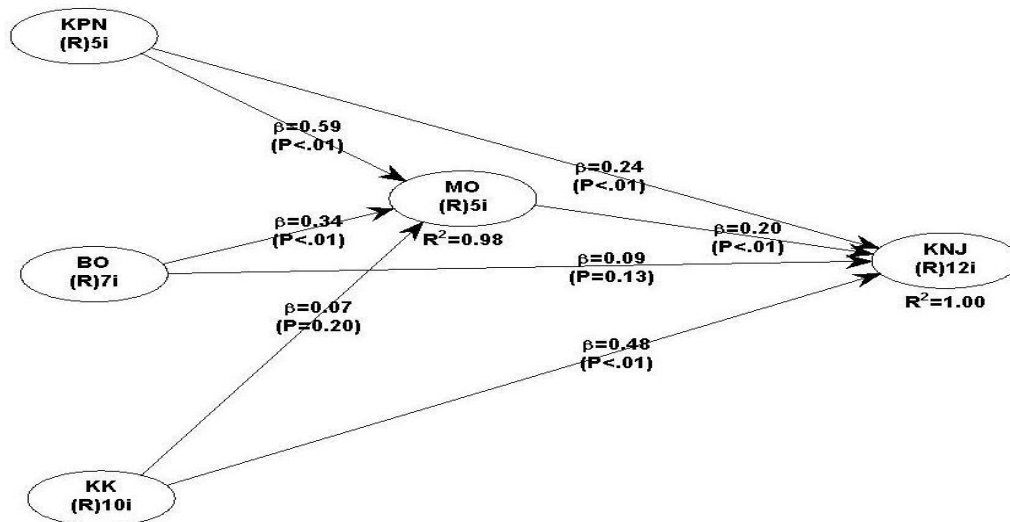 KPN
(R)5i
β=0.59
(P<.01)
β=0.24
(P<.01)
MO
(R)5i
R²=0.98
β=0.34
(P<.01)
β=0.20
(P<.01)
BO
(R)7i
β=0.09
(P=0.13)
KNJ
(R)12i
R²=1.00
β=0.07
(P=0.20)
β=0.48
(P<.01)
KK
(R)10i